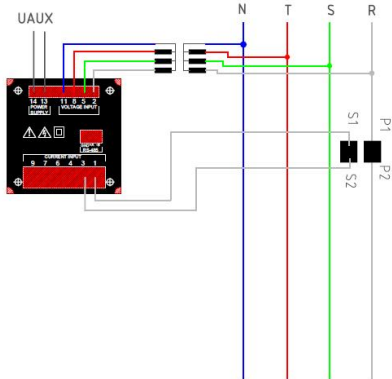 N T S R
UAUX
14 13 11 8 5 2
POWER SUPPLY VOLTAGE INPUT
RS-485
CURRENT INPUT
9 7 6 4 3 1
S1 P1
S2 P2